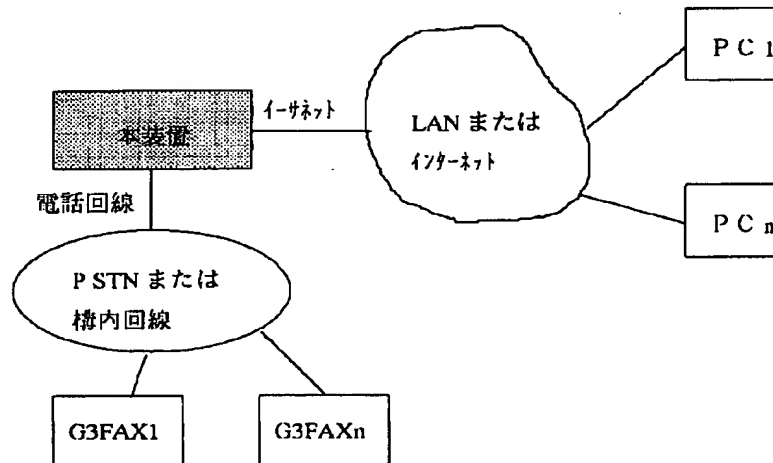 PC 1
イーサネット
LAN または
インターネット
本装置
電話回線
PC n
PSTN または
構内回線
G3FAX1
G3FAXn